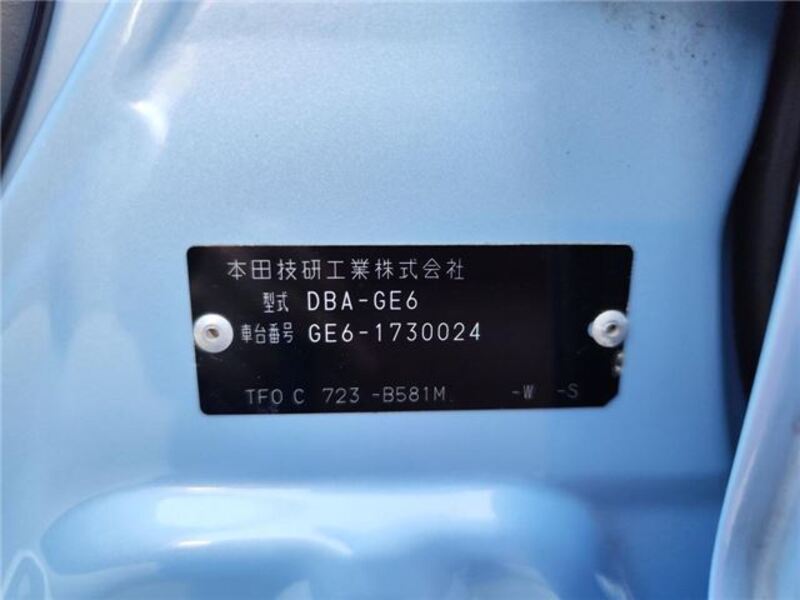 本田技研工業株式会社
型式 DBA-GE6
車台番号 GE6-1730024
TF0 C 723 -B581M -W -S